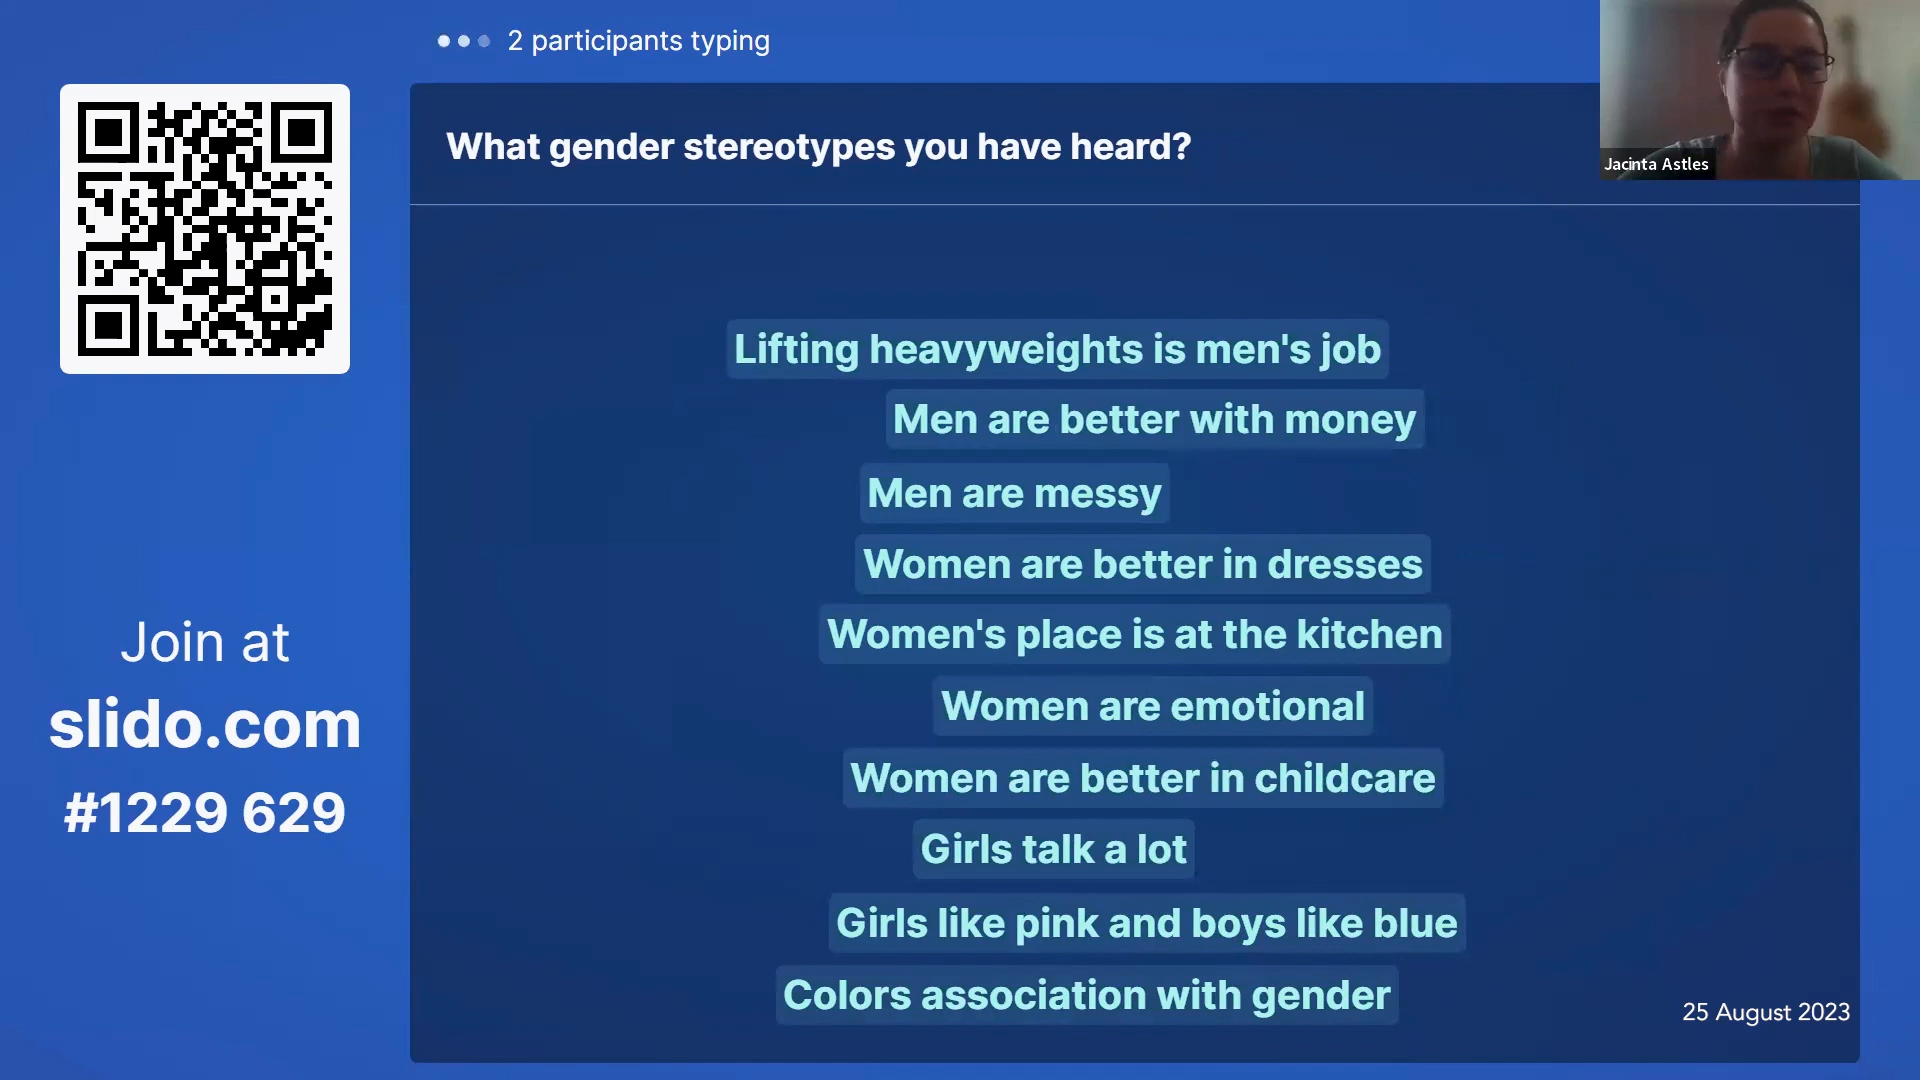 2 participants typing
What gender stereotypes you have heard?
Jacinta Astles
Lifting heavyweights is men's job
Men are better with money
Men are messy
Women are better in dresses
Women's place is at the kitchen
Women are emotional
Women are better in childcare
Girls talk a lot
Girls like pink and boys like blue
Colors association with gender
Join at
slido.com
#1229 629
25 August 2023